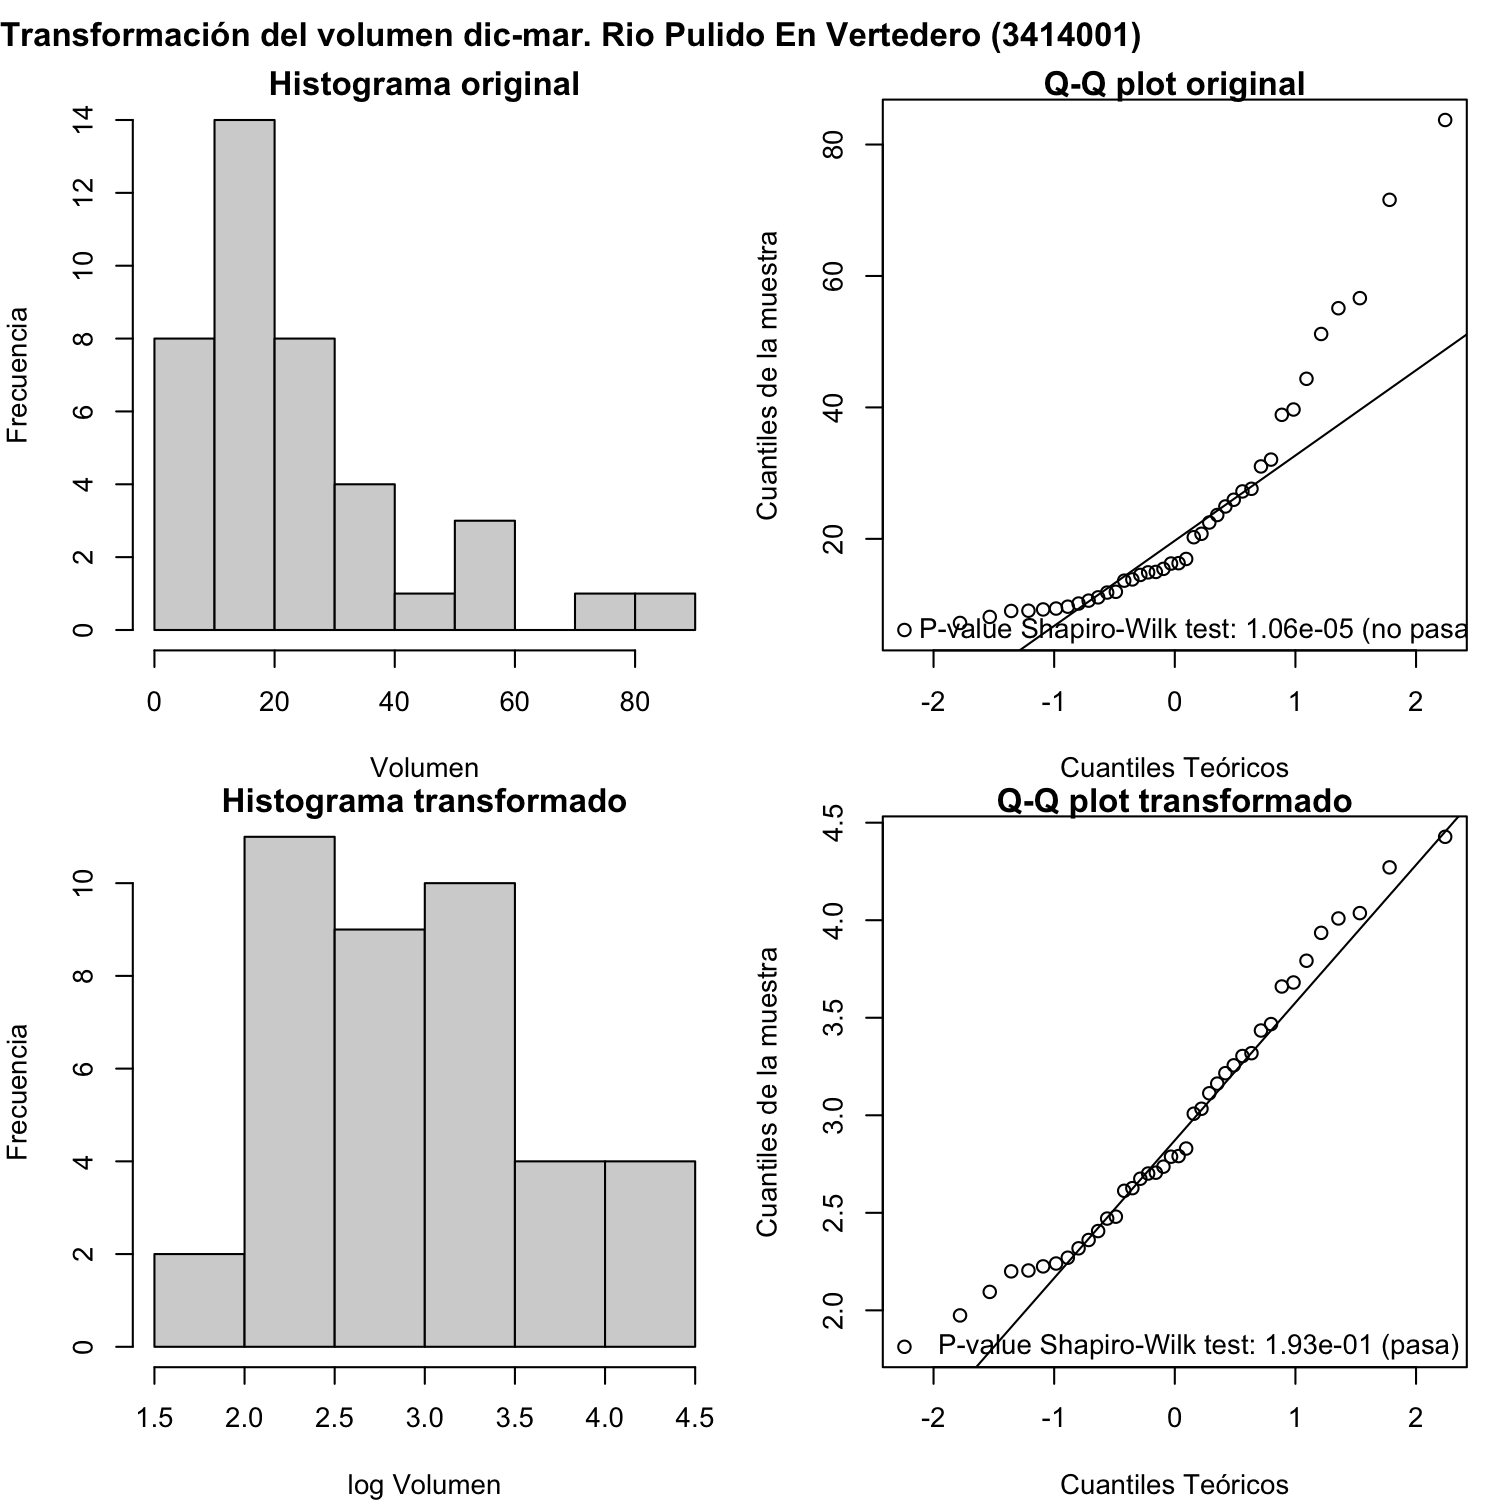 Transformación del volumen dic-mar. Rio Pulido En Vertedero (3414001)
Histograma original
Frecuencia
14
12
10
8
6
4
2
0
0 20 40 60 80
Volumen
Q-Q plot original
Cuantiles de la muestra
80
60
40
20
P-value Shapiro-Wilk test: 1.06e-05 (no pasa
-2 -1 0 1 2
Cuantiles Teóricos
Histograma transformado
Frecuencia
10
8
6
4
2
0
1.5 2.0 2.5 3.0 3.5 4.0 4.5
log Volumen
Q-Q plot transformado
Cuantiles de la muestra
4.5
4.0
3.5
3.0
2.5
2.0
P-value Shapiro-Wilk test: 1.93e-01 (pasa)
-2 -1 0 1 2
Cuantiles Teóricos